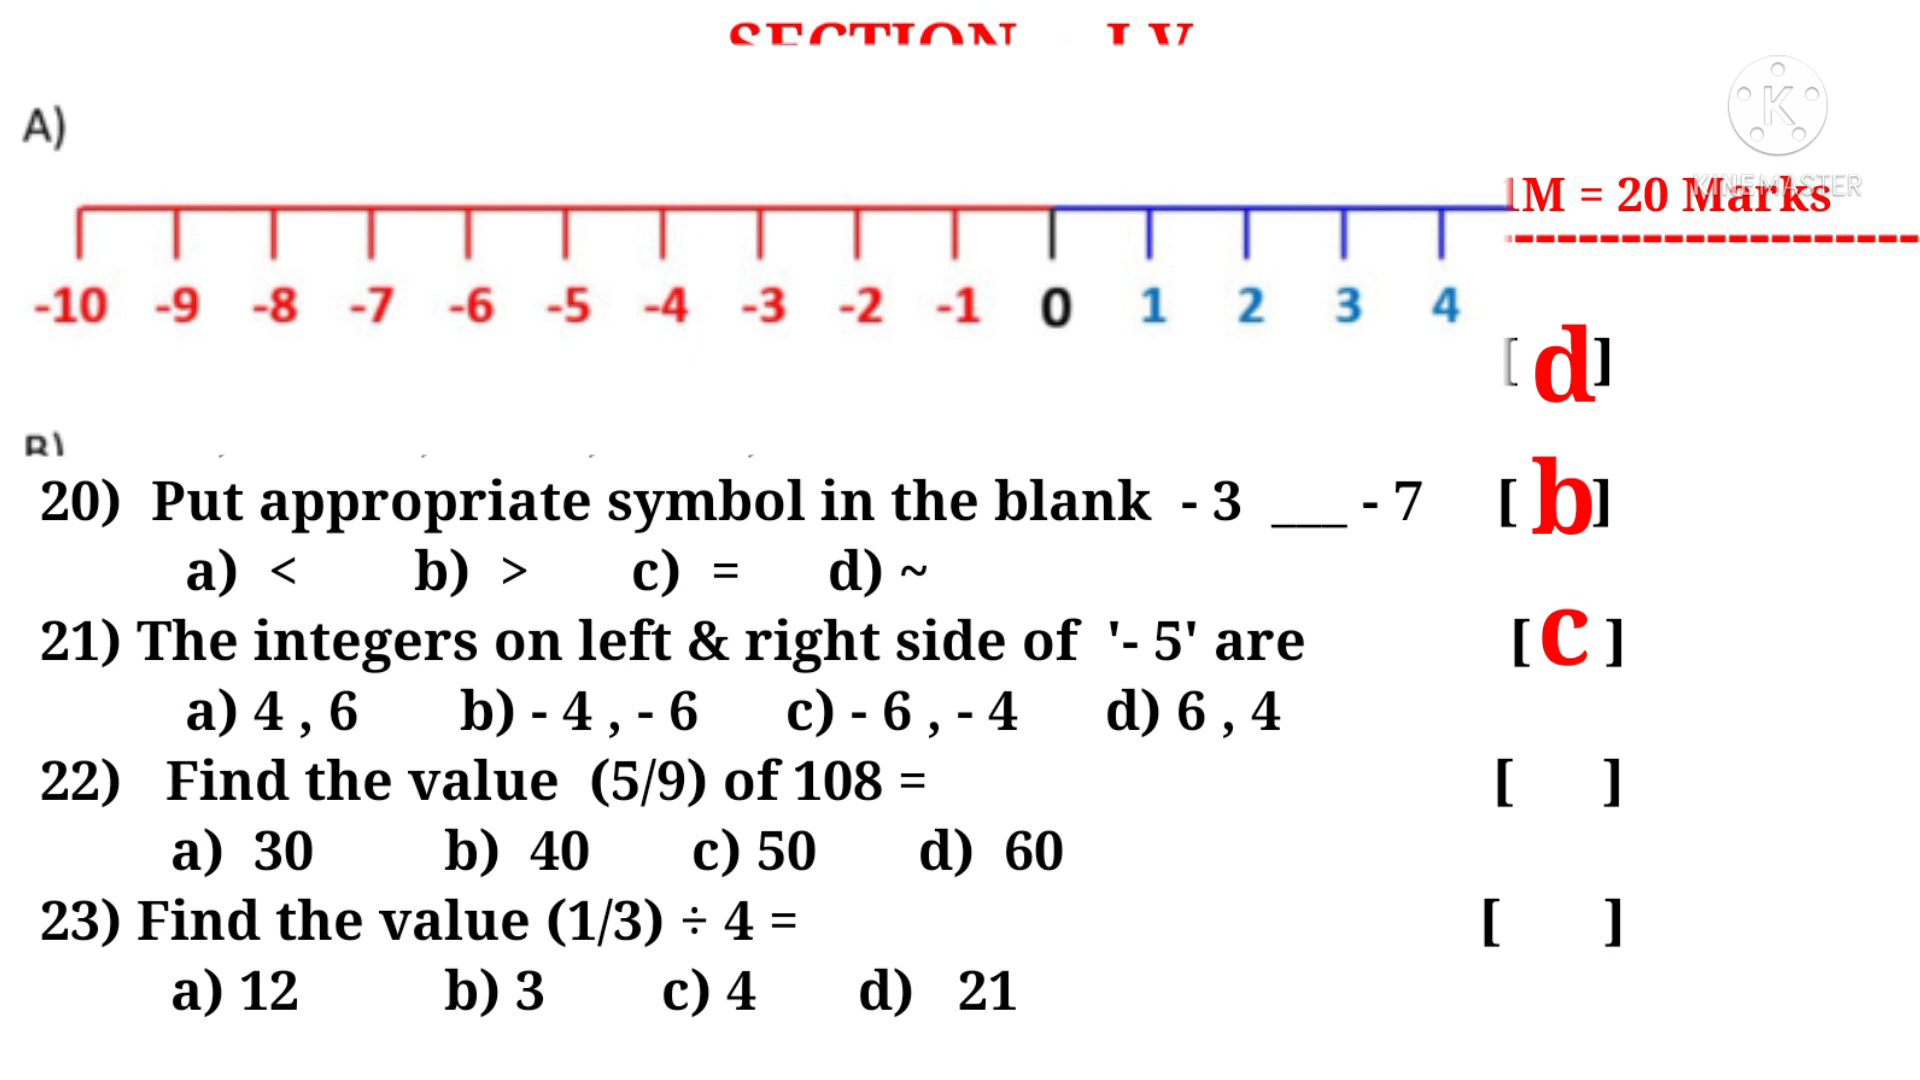 SECTION - I V
A)
1M = 20 Marks
KINEMASTER
-10 -9 -8 -7 -6 -5 -4 -3 -2 -1 0 1 2 3 4
[ d ]
B)
20) Put appropriate symbol in the blank - 3 ___ - 7 [ b ]
a) < b) > c) = d) ~
21) The integers on left & right side of '- 5' are [ c ]
a) 4 , 6 b) - 4 , - 6 c) - 6 , - 4 d) 6 , 4
22) Find the value (5/9) of 108 = [ ]
a) 30 b) 40 c) 50 d) 60
23) Find the value (1/3) ÷ 4 = [ ]
a) 12 b) 3 c) 4 d) 21